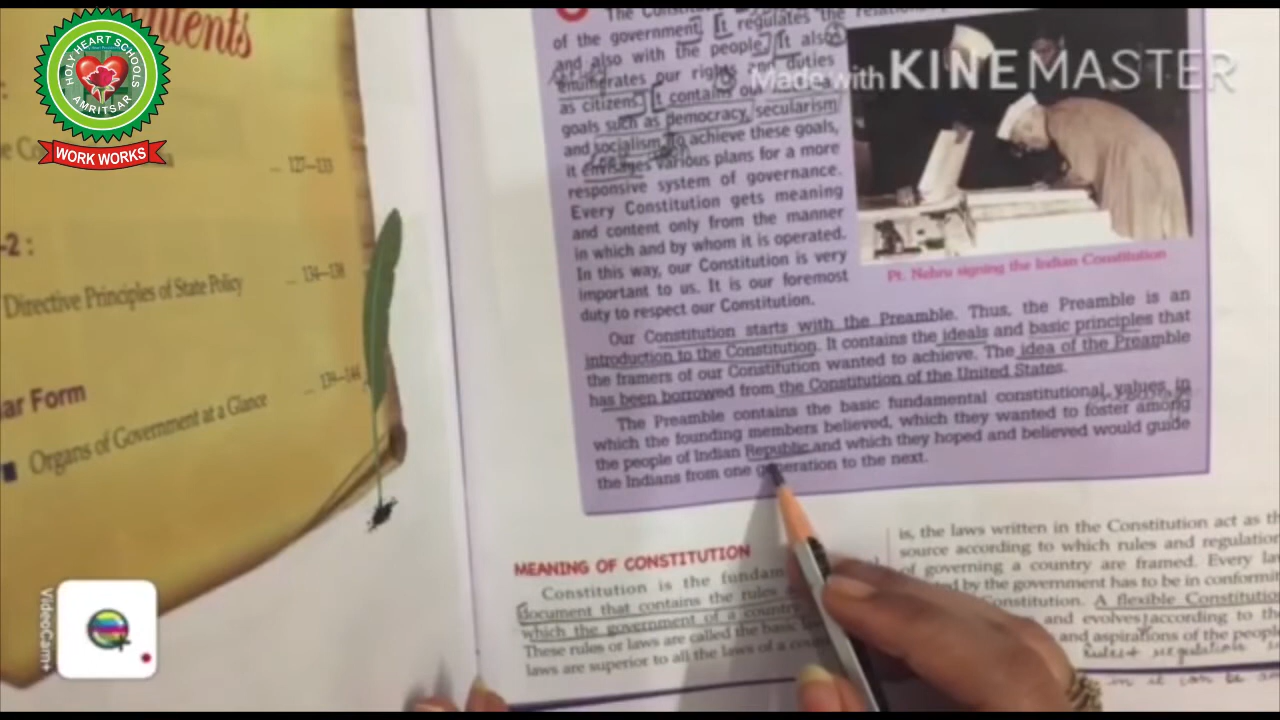 HOLY HEART SCHOOLS
AMRITSAR
WORK WORKS
ntents
127–133
-2 :
Directive Principles of State Policy ... 134–138
ar Form
Organs of Government at a Glance ... 139–144
VideoCam+
Made with KINEMASTER
of the government. It regulates the
and also with the people. It also
enumerates our rights and duties
as citizens. It contains
goals such as democracy, secularism
and socialism. achieve these goals,
it envisages various plans for a more
responsive system of governance.
Every Constitution gets meaning
and content only from the manner
in which and by whom it is operated.
In this way, our Constitution is very
important to us. It is our foremost
duty to respect our Constitution.
Pt. Nehru signing the Indian Constitution
Our Constitution starts with the Preamble. Thus, the Preamble is an
introduction to the Constitution. It contains the ideals and basic principles that
the framers of our Constitution wanted to achieve. The idea of the Preamble
has been borrowed from the Constitution of the United States.
The Preamble contains the basic fundamental constitutional values in
which the founding members believed, which they wanted to foster among
the people of Indian Republic and which they hoped and believed would guide
the Indians from one generation to the next.
MEANING OF CONSTITUTION
Constitution is the
document that contains the rules
which the government of a country
These rules or laws are called the basic
laws are superior to all the laws of a
is, the laws written in the Constitution act as
source according to which rules and
of governing a country are framed. Every
by the government has to be in
Constitution. A flexible
and evolves according to
and aspirations of the
Rules + regulation
in it can be